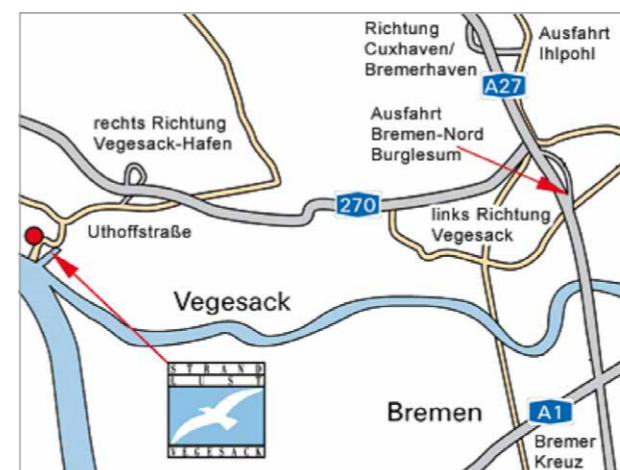 Richtung
Cuxhaven/
Bremerhaven
Ausfahrt
Ihlpohl
A27
Ausfahrt
Bremen-Nord
Burglesum
rechts Richtung
Vegesack-Hafen
270
links Richtung
Vegesack
Uthoffstraße
Vegesack
STRAND
LUST
VEGESACK
Bremen
A1
Bremer
Kreuz